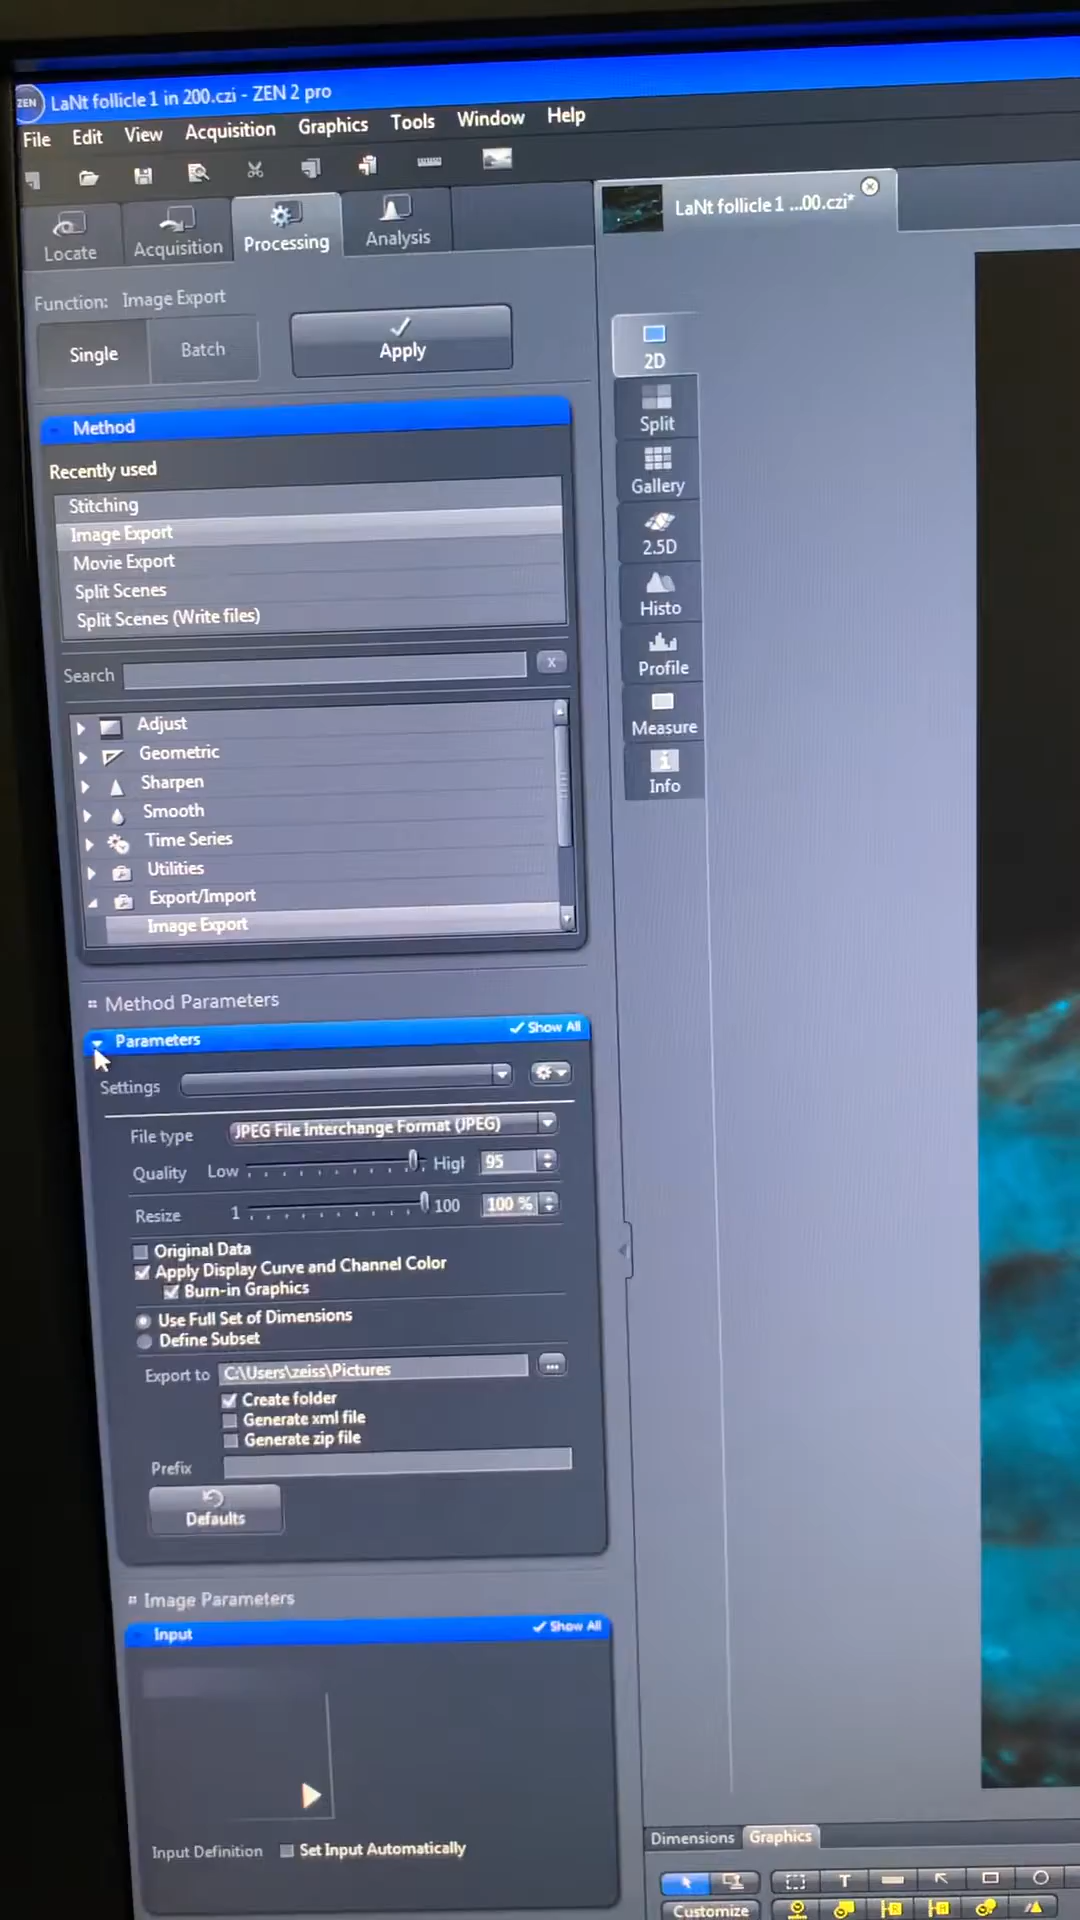 ZEN LaNt follicle 1 in 200.czi - ZEN 2 pro
File Edit View Acquisition Graphics Tools Window Help
Locate Acquisition Processing Analysis
LaNt follicle 1 ...00.czi*
Function: Image Export
Single Batch Apply
2D
Split
Gallery
2.5D
Histo
Profile
Measure
Info
Method
Recently used
Stitching
Image Export
Movie Export
Split Scenes
Split Scenes (Write files)
Search X
Adjust
Geometric
Sharpen
Smooth
Time Series
Utilities
Export/Import
Image Export
Method Parameters
Parameters Show All
Settings
File type JPEG File Interchange Format (JPEG)
Quality Low High 95
Resize 1 100 100 %
Original Data
Apply Display Curve and Channel Color
Burn-in Graphics
Use Full Set of Dimensions
Define Subset
Export to C:\Users\zeiss\Pictures ...
Create folder
Generate xml file
Generate zip file
Prefix
Defaults
Image Parameters
Input Show All
Input Definition Set Input Automatically
Dimensions Graphics
T
Customize